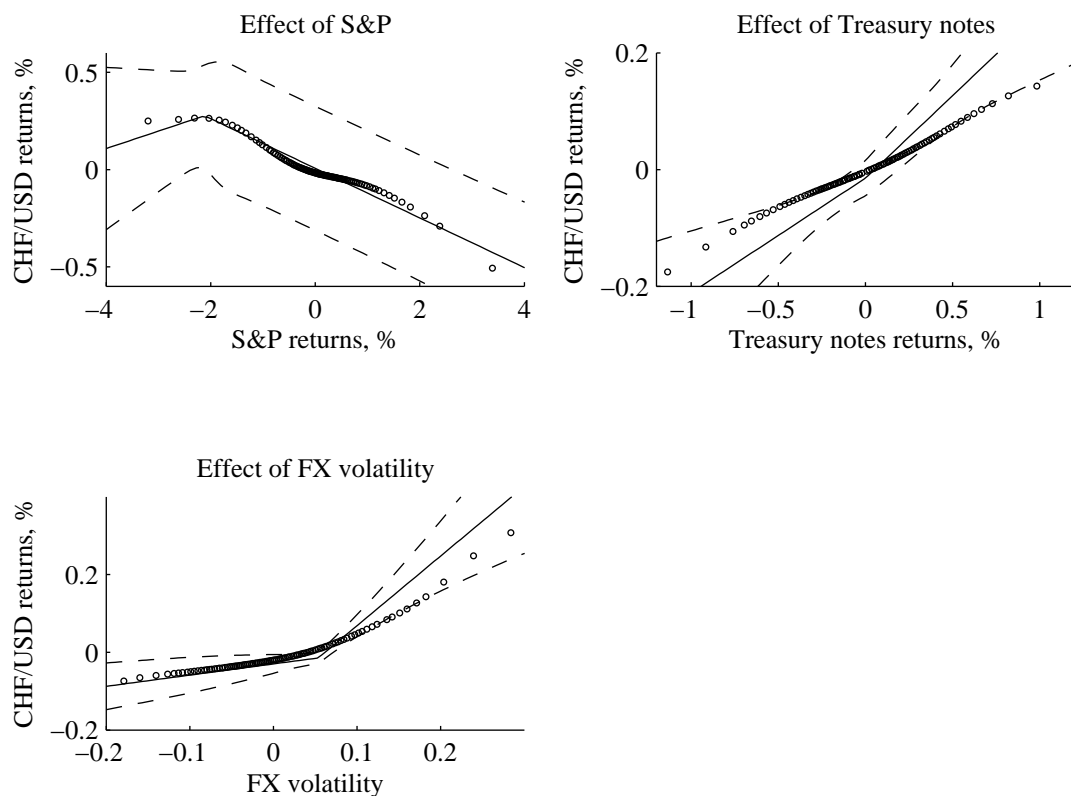 Effect of S&P
CHF/USD returns, %
0.5
0
−0.5
−4
−2
0
2
4
S&P returns, %
Effect of Treasury notes
CHF/USD returns, %
0.2
0
−0.2
−1
−0.5
0
0.5
1
Treasury notes returns, %
Effect of FX volatility
CHF/USD returns, %
0.2
0
−0.2
−0.2
−0.1
0
0.1
0.2
FX volatility